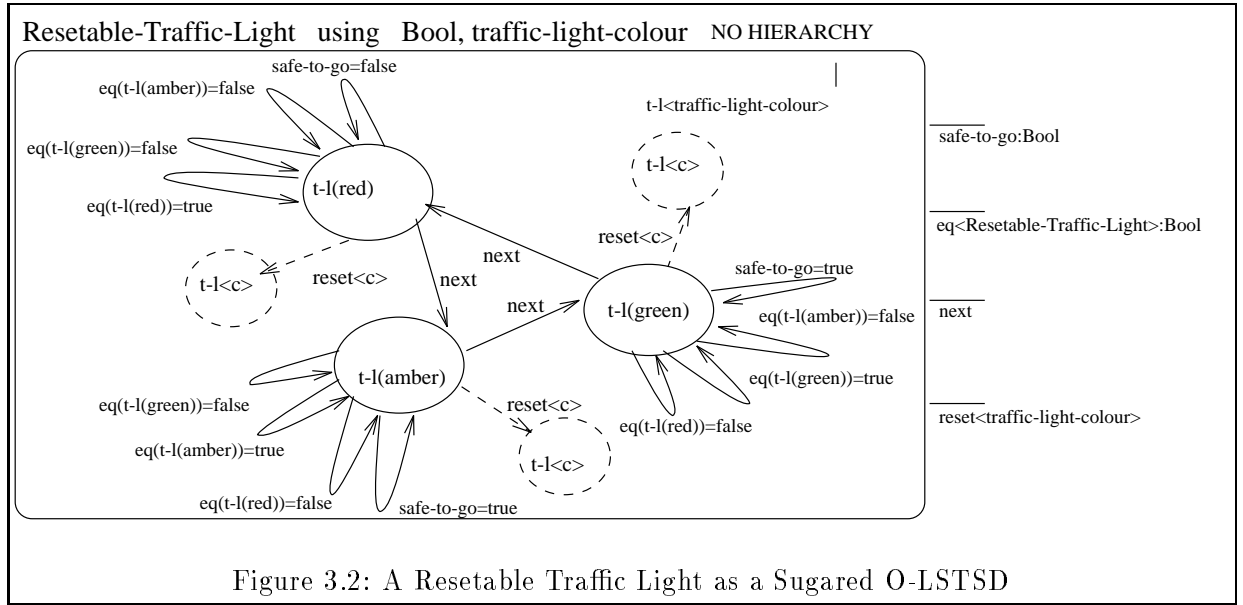 Resetable-Traffic-Light using Bool, traffic-light-colour NO HIERARCHY
safe-to-go=false
eq(t-l(amber)=false
t-l<traffic-light-colour>
safe-to-go:Bool
eq(t-l(green))=false
t-l<c>
t-l(red)
eq(t-l(red))=true
eq<Resetable-Traffic-Light>:Bool
reset<c>
next
safe-to-go=true
reset<c>
next
t-l<c>
next
t-l(green)
eq(t-l(amber))=false
next
t-l(amber)
eq(t-l(green))=true
eq(t-l(green))=false
reset<c>
eq(t-l(red))=false
reset<traffic-light-colour>
eq(t-l(amber))=true
t-l<c>
eq(t-l(red))=false
safe-to-go=true
Figure 3.2: A Resetable Traffic Light as a Sugared O-LSTSD